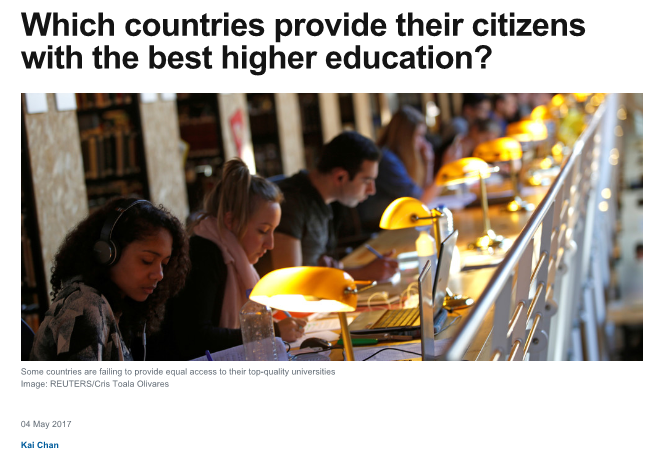 Which countries provide their citizens
with the best higher education?
Some countries are failing to provide equal access to their top-quality universities
Image: REUTERS/Cris Toala Olivares
04 May 2017
Kai Chan